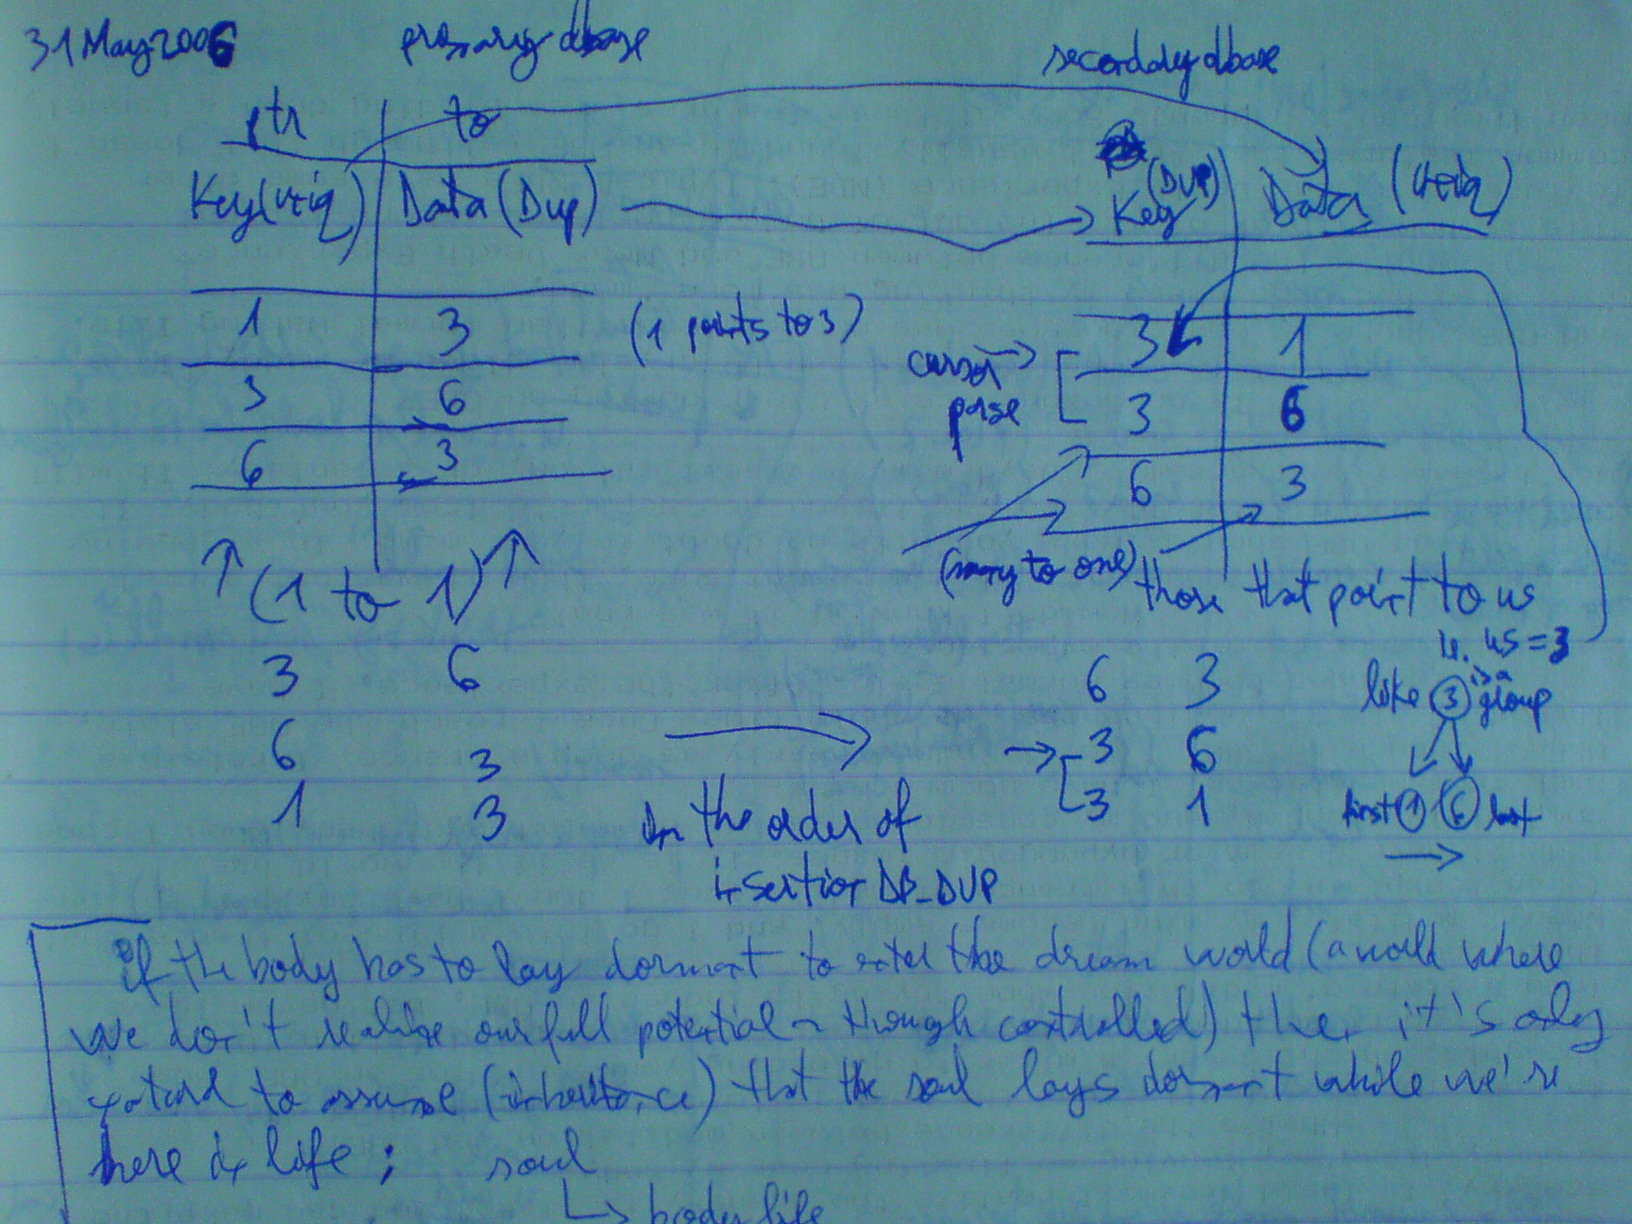 31 May 2006 primary dbase secondary dbase
ptr to
Key(uniq) Data (Dup) Key (DUP) Data (uniq)
1 3 (1 points to 3) 3 1
cursor
3 6 3 6
6 3 6 3
(1 to 1) (many to one) those that point to us
ie. us = 3
3 6 6 3 like 3 is a group
6 3 3 6
1 3 3 1 first 1 6 last
in the order of
insertion DB_DUP
if the body has to lay dormant to enter the dream world (a world where
we don't realize our full potential - though controlled) then it's only
natural to assume (inheritance) that the soul lays dormant while we're
here in life; soul
body life